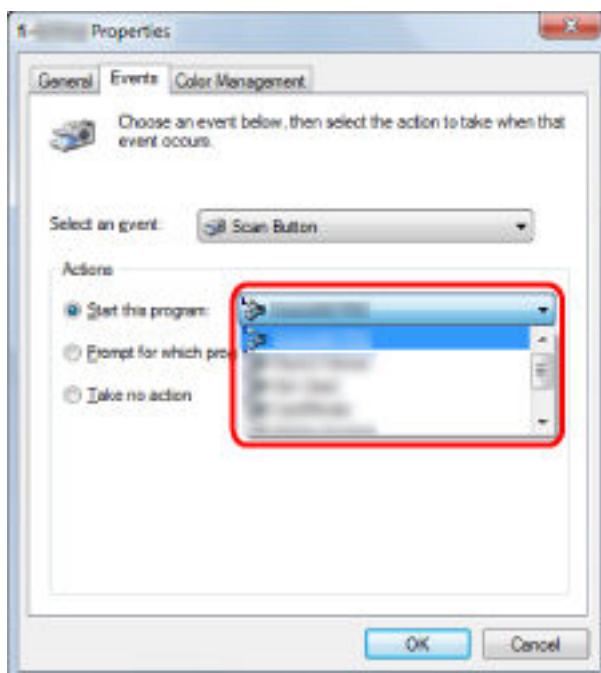 fi- Properties
General Events Color Management
Choose an event below, then select the action to take when that
event occurs.
Select an event: Scan Button
Actions
Start this program:
Prompt for which
Take no action
OK Cancel